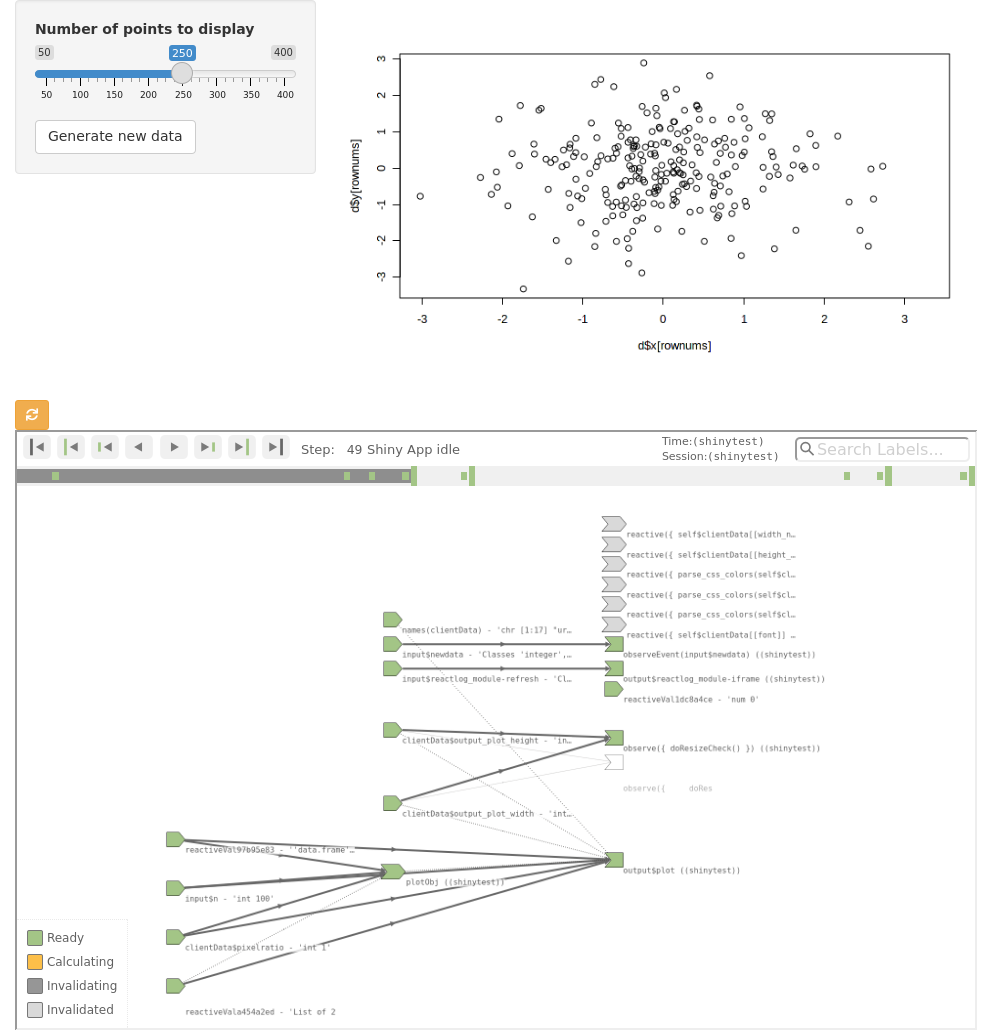 Number of points to display
50 250 400
50 100 150 200 250 300 350 400
Generate new data
3
2
1
0
-1
-2
-3
d$y[rownums]
-3 -2 -1 0 1 2 3
d$x[rownums]
Step: 49 Shiny App idle
Time:(shinytest)
Session:(shinytest)
Search Labels...
reactive({ self$clientData[[width_n…
reactive({ self$clientData[[height_…
reactive({ parse_css_colors(self$cl…
reactive({ parse_css_colors(self$cl…
reactive({ parse_css_colors(self$cl…
reactive({ self$clientData[[font]] …
names(clientData) - 'chr [1:17] "ur…
input$newdata - 'Classes 'integer',…
observeEvent(input$newdata) ((shinytest))
input$reactlog_module-refresh - 'Cl…
output$reactlog_module-iframe ((shinytest))
reactiveVal1dc8a4ce - 'num 0'
clientData$output_plot_height - 'in…
observe({ doResizeCheck() }) ((shinytest))
observe({ doRes
clientData$output_plot_width - 'int…
reactiveVal97b95e83 - ''data.frame'…
output$plot ((shinytest))
plotObj ((shinytest))
input$n - 'int 100'
clientData$pixelratio - 'int 1'
reactiveVala454a2ed - 'List of 2
Ready
Calculating
Invalidating
Invalidated